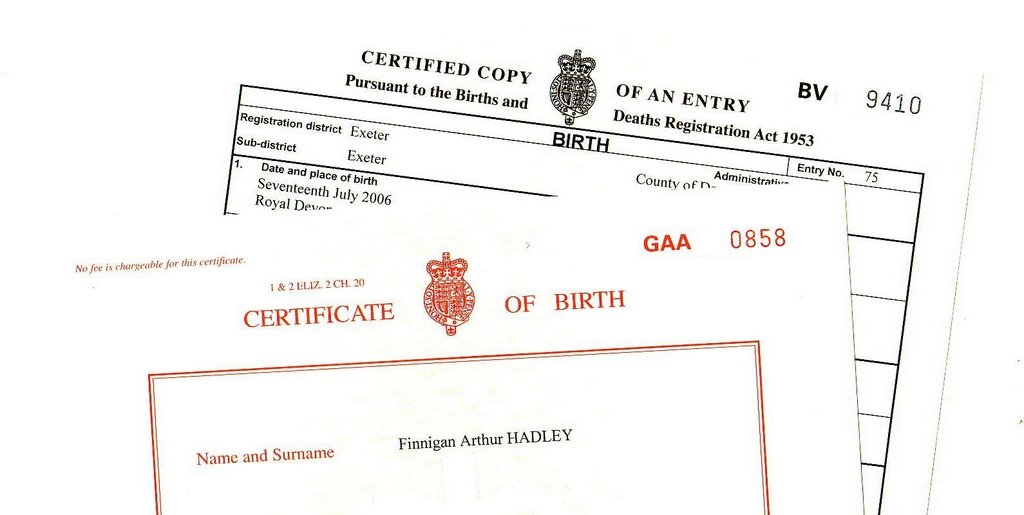 CERTIFIED COPY OF AN ENTRY
Pursuant to the Births and Deaths Registration Act 1953
BV 9410
BIRTH
Entry No. 75
Registration district Exeter
Sub-district Exeter
County of
1. Date and place of birth
Seventeenth July 2006
Royal
GAA 0858
No fee is chargeable for this certificate.
1 & 2 ELIZ. 2 CH. 20
CERTIFICATE OF BIRTH
Name and Surname Finnigan Arthur HADLEY